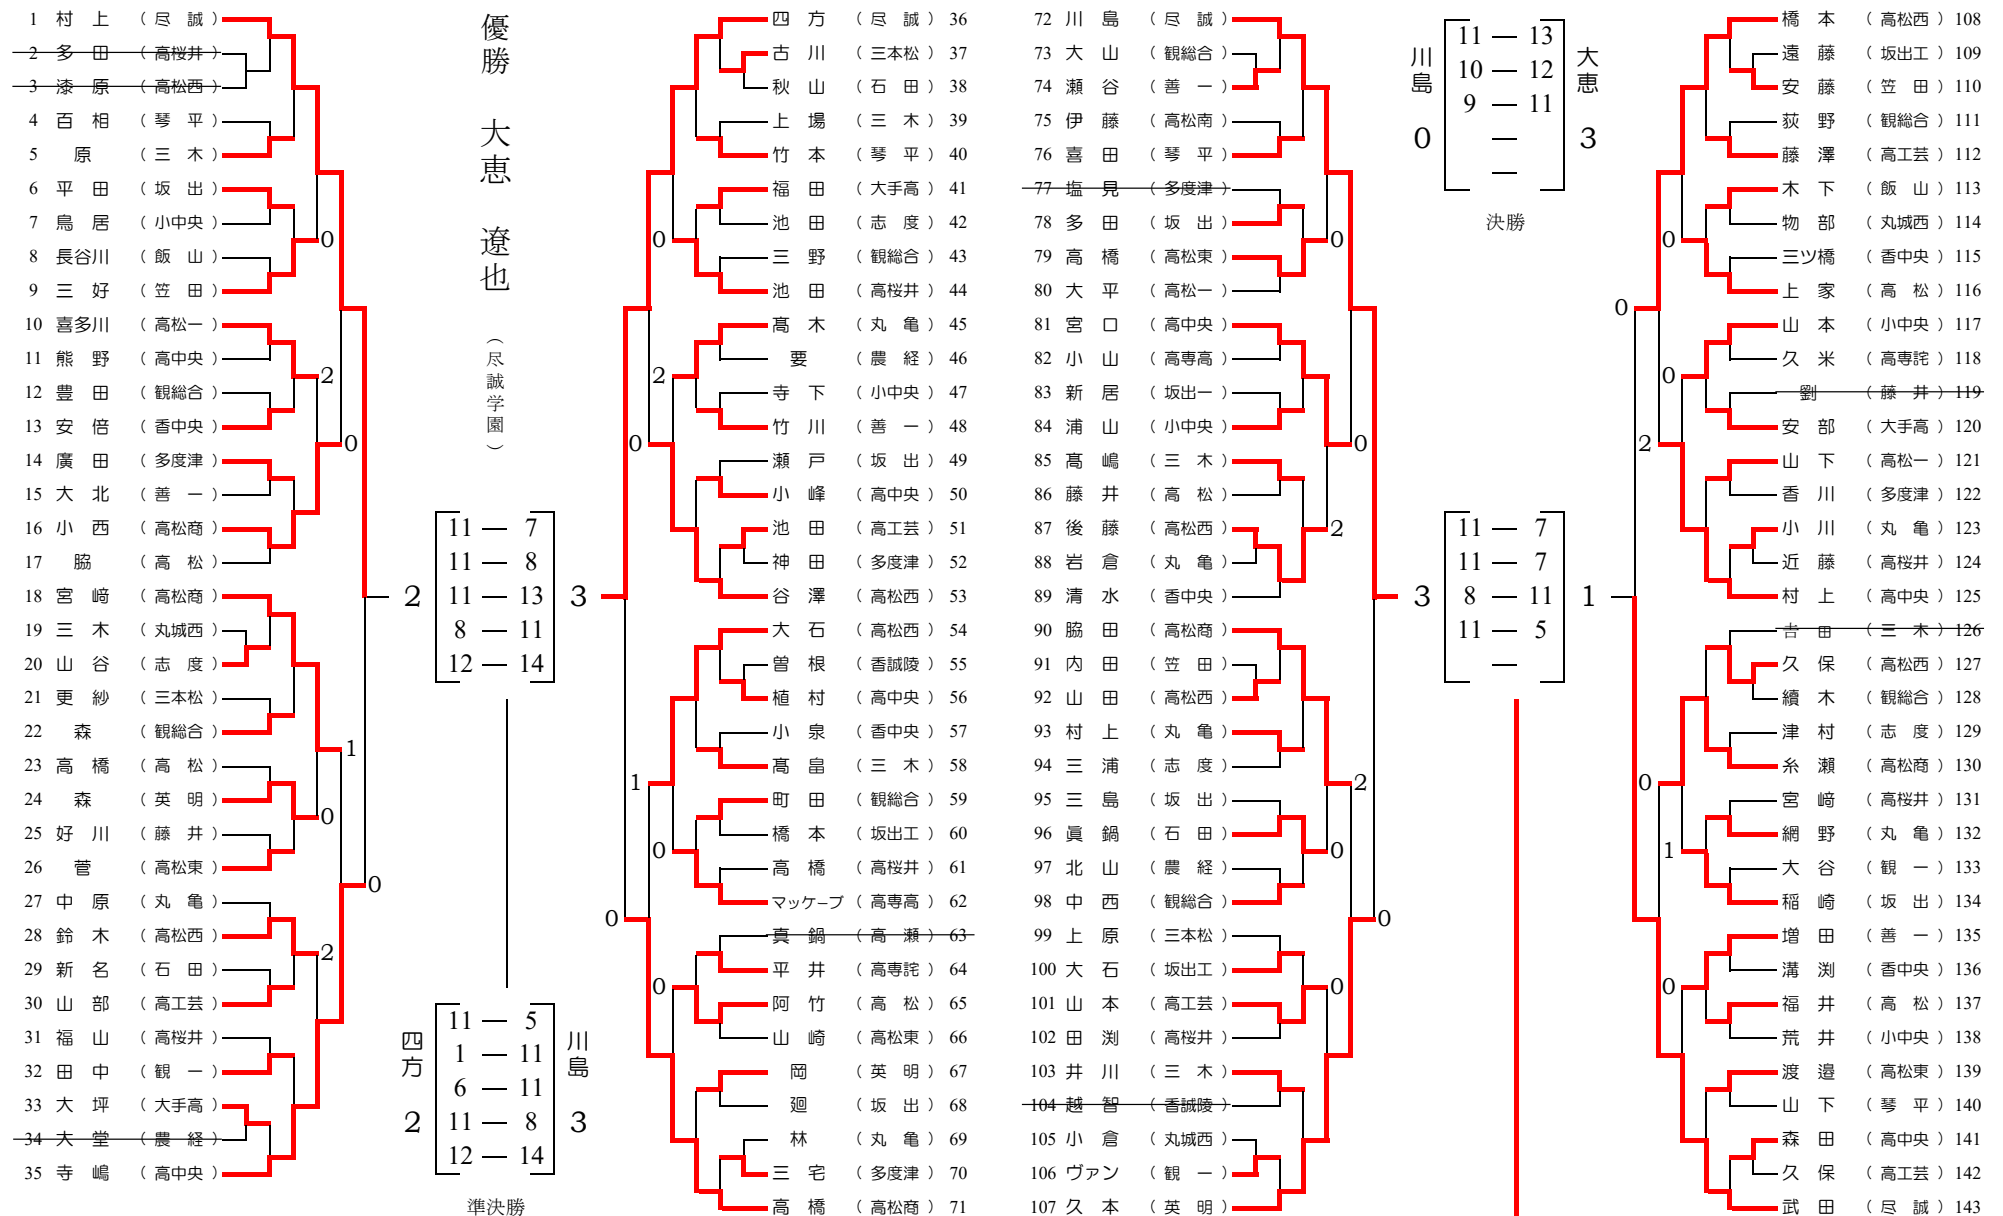 1 村上 （尽誠）
2 多田 （高桜井）
3 漆原 （高松西）
4 百相 （琴平）
5 原 （三木）
6 平田 （坂出）
7 鳥居 （小中央）
8 長谷川 （飯山）
9 三好 （笠田）
10 喜多川 （高松一）
11 熊野 （高中央）
12 豊田 （観総合）
13 安倍 （香中央）
14 廣田 （多度津）
15 大北 （善一）
16 小西 （高松商）
17 脇 （高松）
18 宮﨑 （高松商）
19 三木 （丸城西）
20 山谷 （志度）
21 更紗 （三本松）
22 森 （観総合）
23 高橋 （高松）
24 森 （英明）
25 好川 （藤井）
26 菅 （高松東）
27 中原 （丸亀）
28 鈴木 （高松西）
29 新名 （石田）
30 山部 （高工芸）
31 福山 （高桜井）
32 田中 （観一）
33 大坪 （大手高）
34 大堂 （農経）
35 寺嶋 （高中央）
0
2
0
1
0
2
0
優勝 大恵 遼也
（尽誠学園）
2
11 — 7
11 — 8
11 — 13
8 — 11
12 — 14
3
四方
2
11 — 5
1 — 11
6 — 11
11 — 8
12 — 14
川島
3
準決勝
四方 （尽誠） 36
古川 （三本松） 37
秋山 （石田） 38
上場 （三木） 39
竹本 （琴平） 40
福田 （大手高） 41
池田 （志度） 42
三野 （観総合） 43
池田 （高桜井） 44
髙木 （丸亀） 45
要 （農経） 46
寺下 （小中央） 47
竹川 （善一） 48
瀬戸 （坂出） 49
小峰 （高中央） 50
池田 （高工芸） 51
神田 （多度津） 52
谷澤 （高松西） 53
大石 （高松西） 54
曽根 （香誠陵） 55
植村 （高中央） 56
小泉 （香中央） 57
髙畠 （三木） 58
町田 （観総合） 59
橋本 （坂出工） 60
高橋 （高桜井） 61
マッケーブ （高専高） 62
真鍋 （高瀬） 63
平井 （高専詫） 64
阿竹 （高松） 65
山崎 （高松東） 66
岡 （英明） 67
廻 （坂出） 68
林 （丸亀） 69
三宅 （多度津） 70
高橋 （高松商） 71
0
2
0
1
0
0
0
72 川島 （尽誠）
73 大山 （観総合）
74 瀬谷 （善一）
75 伊藤 （高松南）
76 喜田 （琴平）
77 塩見 （多度津）
78 多田 （坂出）
79 高橋 （高松東）
80 大平 （高松一）
81 宮口 （高中央）
82 小山 （高専高）
83 新居 （坂出一）
84 浦山 （小中央）
85 髙嶋 （三木）
86 藤井 （高松）
87 後藤 （高松西）
88 岩倉 （丸亀）
89 清水 （香中央）
90 脇田 （高松商）
91 内田 （笠田）
92 山田 （高松西）
93 村上 （丸亀）
94 三浦 （志度）
95 三島 （坂出）
96 眞鍋 （石田）
97 北山 （農経）
98 中西 （観総合）
99 上原 （三本松）
100 大石 （坂出工）
101 山本 （高工芸）
102 田渕 （高桜井）
103 井川 （三木）
104 越智 （香誠陵）
105 小倉 （丸城西）
106 ヴァン （観一）
107 久本 （英明）
0
0
2
2
0
0
0
川島
0
11 — 13
10 — 12
9 — 11
—
—
大恵
3
決勝
3
11 — 7
11 — 7
8 — 11
11 — 5
—
1
橋本 （高松西） 108
遠藤 （坂出工） 109
安藤 （笠田） 110
荻野 （観総合） 111
藤澤 （高工芸） 112
木下 （飯山） 113
物部 （丸城西） 114
三ツ橋 （香中央） 115
上家 （高松） 116
山本 （小中央） 117
久米 （高専詫） 118
劉 （藤井） 119
安部 （大手高） 120
山下 （高松一） 121
香川 （多度津） 122
小川 （丸亀） 123
近藤 （高桜井） 124
村上 （高中央） 125
吉田 （三木） 126
久保 （高松西） 127
續木 （観総合） 128
津村 （志度） 129
糸瀬 （高松商） 130
宮﨑 （高桜井） 131
網野 （丸亀） 132
大谷 （観一） 133
稲崎 （坂出） 134
増田 （善一） 135
溝渕 （香中央） 136
福井 （高松） 137
荒井 （小中央） 138
渡邉 （高松東） 139
山下 （琴平） 140
森田 （高中央） 141
久保 （高工芸） 142
武田 （尽誠） 143
0
0
0
2
0
1
0